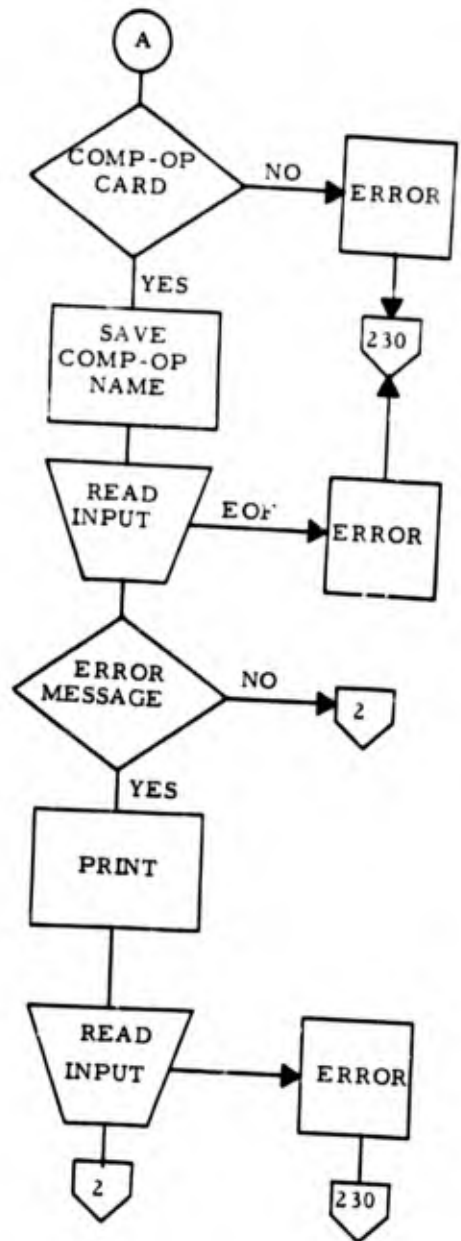 A
COMP-OP
CARD
NO
ERROR
YES
SAVE
COMP-OP
NAME
230
READ
INPUT
EOF
ERROR
ERROR
MESSAGE
NO
2
YES
PRINT
READ
INPUT
ERROR
2
230